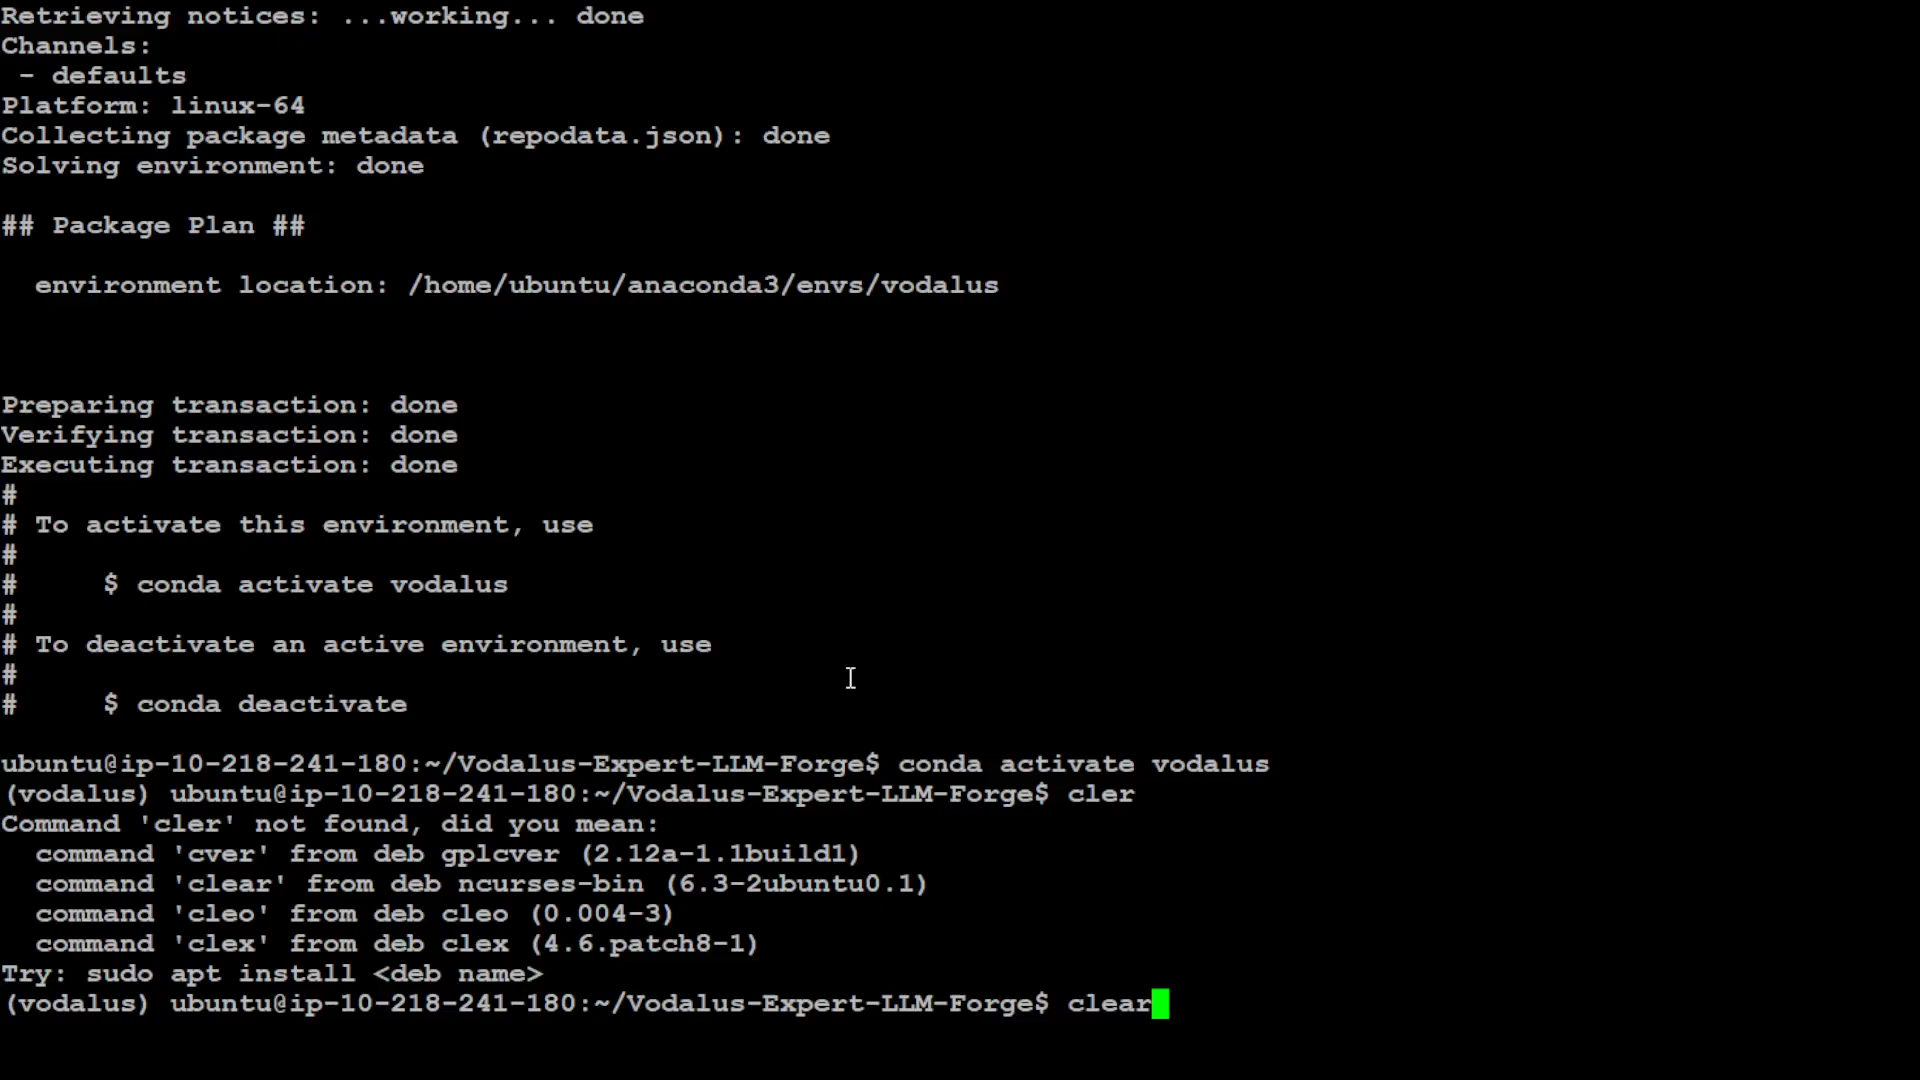 Retrieving notices: ...working... done
Channels:
 - defaults
Platform: linux-64
Collecting package metadata (repodata.json): done
Solving environment: done
## Package Plan ##
  environment location: /home/ubuntu/anaconda3/envs/vodalus
Preparing transaction: done
Verifying transaction: done
Executing transaction: done
#
# To activate this environment, use
#
#     $ conda activate vodalus
#
# To deactivate an active environment, use
#
#     $ conda deactivate
ubuntu@ip-10-218-241-180:~/Vodalus-Expert-LLM-Forge$ conda activate vodalus
(vodalus) ubuntu@ip-10-218-241-180:~/Vodalus-Expert-LLM-Forge$ cler
Command 'cler' not found, did you mean:
  command 'cver' from deb gplcver (2.12a-1.1build1)
  command 'clear' from deb ncurses-bin (6.3-2ubuntu0.1)
  command 'cleo' from deb cleo (0.004-3)
  command 'clex' from deb clex (4.6.patch8-1)
Try: sudo apt install <deb name>
(vodalus) ubuntu@ip-10-218-241-180:~/Vodalus-Expert-LLM-Forge$ clear